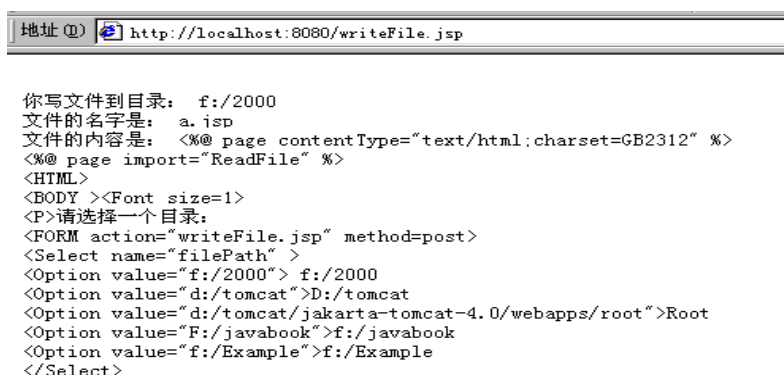 地址(D) http://localhost:8080/writeFile.jsp
你写文件到目录： f:/2000
文件的名字是： a.jsp
文件的内容是： <%@ page contentType="text/html;charset=GB2312" %>
<%@ page import="ReadFile" %>
<HTML>
<BODY ><Font size=1>
<P>请选择一个目录：
<FORM action="writeFile.jsp" method=post>
<Select name="filePath" >
<Option value="f:/2000"> f:/2000
<Option value="d:/tomcat">D:/tomcat
<Option value="d:/tomcat/jakarta-tomcat-4.0/webapps/root">Root
<Option value="F:/javabook">f:/javabook
<Option value="f:/Example">f:/Example
</Select>